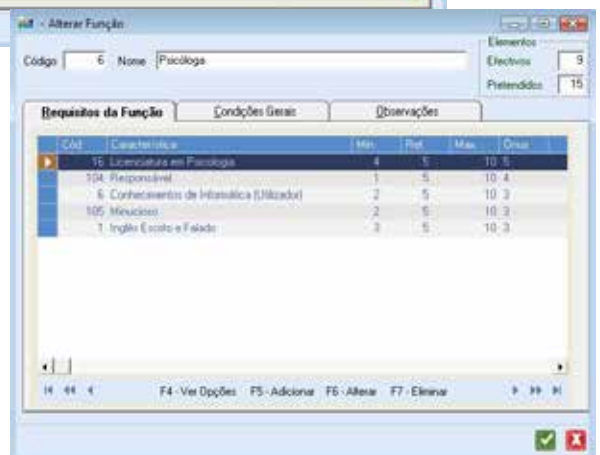 - Alterar Função
Elementos
Código 6 Nome Psicóloga Efectivos 9
Pretendidos 15
Requisitos da Função Condições Gerais Observações
Cód. Característica Min. Ref. Max. Onus
16 Licenciatura em Psicologia 4 5 10 5
104 Responsável 1 5 10 4
6 Conhecimentos de Informática (Utilizador) 2 5 10 3
105 Minucioso 2 5 10 3
1 Inglês Escrito e Falado 3 5 10 3
F4 - Ver Opções F5 - Adicionar F6 - Alterar F7 - Eliminar